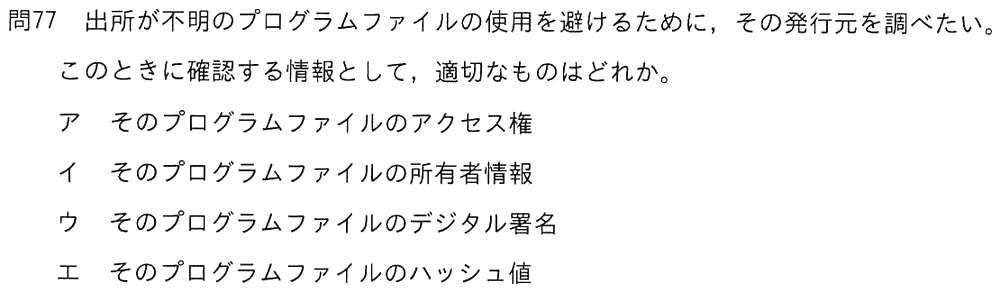 問77　出所が不明のプログラムファイルの使用を避けるために，その発行元を調べたい。
このときに確認する情報として，適切なものはどれか。
ア　そのプログラムファイルのアクセス権
イ　そのプログラムファイルの所有者情報
ウ　そのプログラムファイルのデジタル署名
エ　そのプログラムファイルのハッシュ値